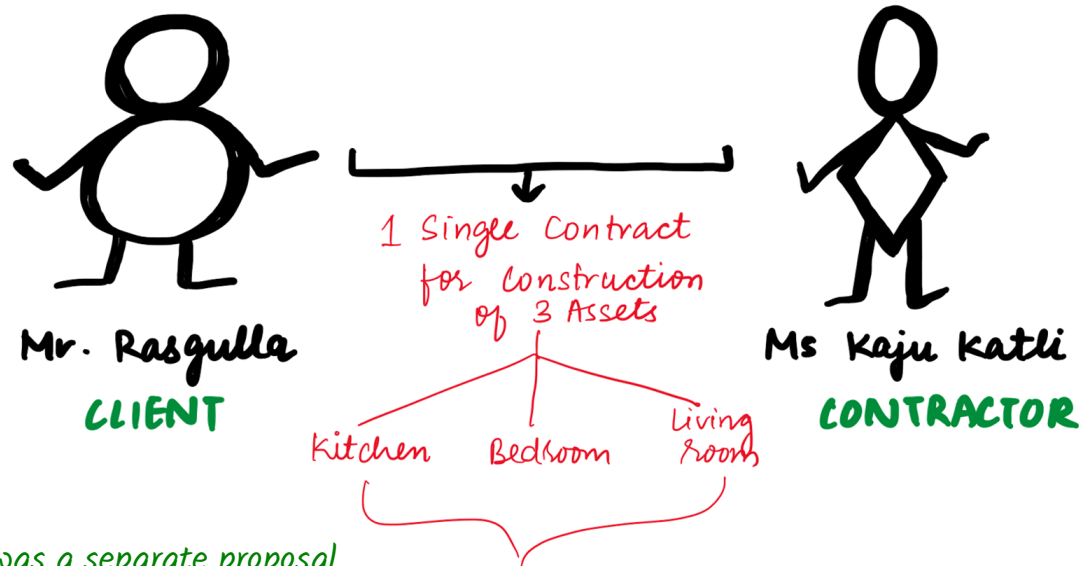 1 Single Contract
for Construction
of 3 Assets
Mr. Rasgulla
Ms Kaju Katli
CLIENT
CONTRACTOR
Kitchen
Bedroom
Living
room
was a separate proposal